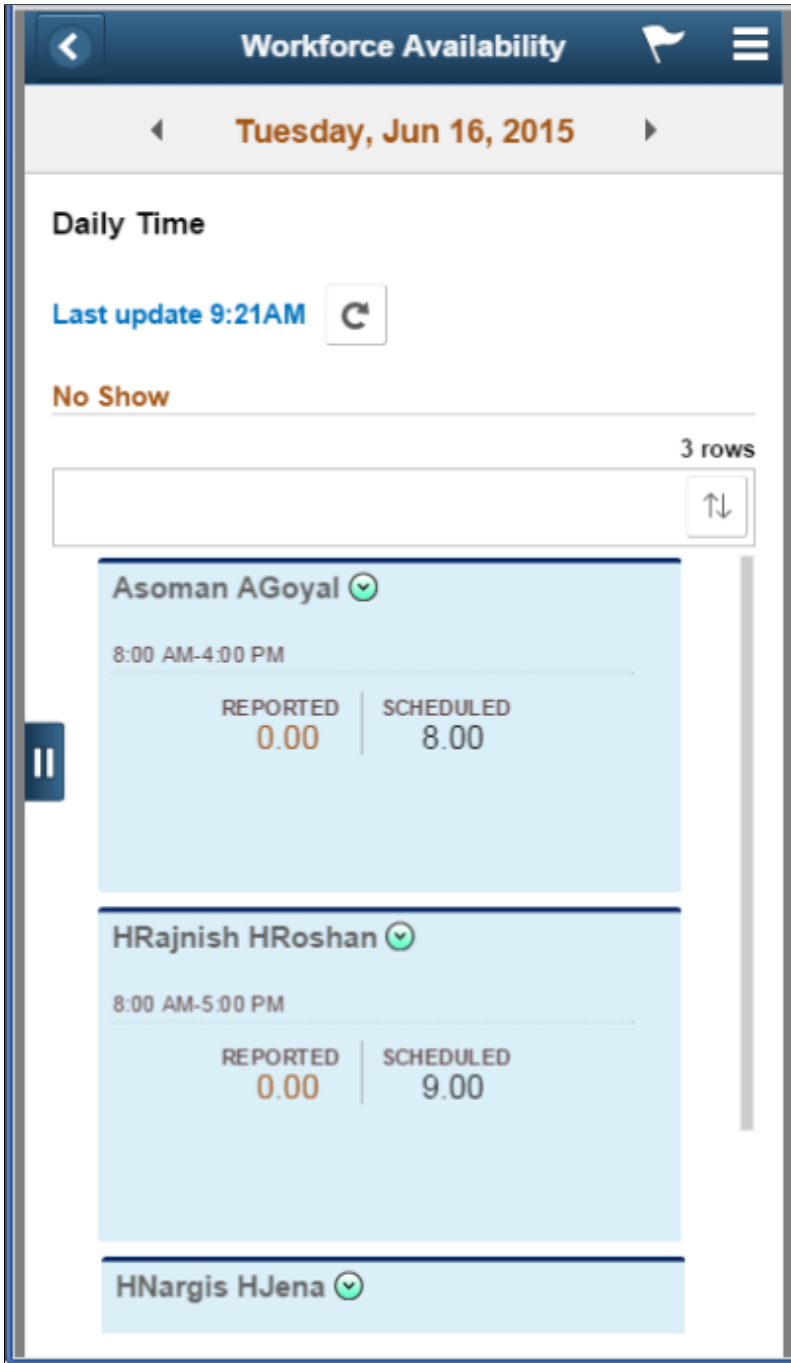 Workforce Availability
Tuesday, Jun 16, 2015
Daily Time
Last update 9:21AM
No Show
3 rows
Asoman AGoyal
8:00 AM-4:00 PM
REPORTED SCHEDULED
0.00 8.00
HRajnish HRoshan
8:00 AM-5:00 PM
REPORTED SCHEDULED
0.00 9.00
HNargis HJena